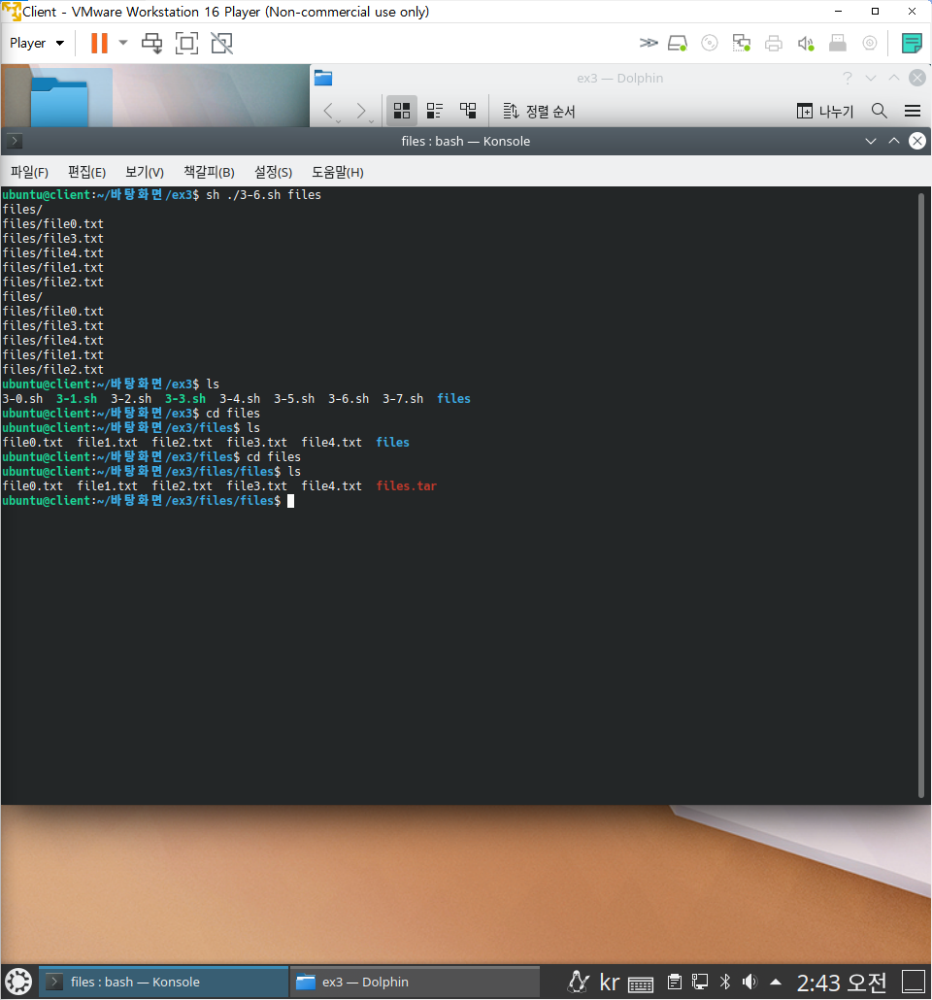 Client - VMware Workstation 16 Player (Non-commercial use only)
Player
ex3 — Dolphin
정렬 순서
나누기
files : bash — Konsole
파일(F) 편집(E) 보기(V) 책갈피(B) 설정(S) 도움말(H)
ubuntu@client:~/바탕화면/ex3$ sh ./3-6.sh files
files/
files/file0.txt
files/file3.txt
files/file4.txt
files/file1.txt
files/file2.txt
files/
files/file0.txt
files/file3.txt
files/file4.txt
files/file1.txt
files/file2.txt
ubuntu@client:~/바탕화면/ex3$ ls
3-0.sh 3-1.sh 3-2.sh 3-3.sh 3-4.sh 3-5.sh 3-6.sh 3-7.sh files
ubuntu@client:~/바탕화면/ex3$ cd files
ubuntu@client:~/바탕화면/ex3/files$ ls
file0.txt file1.txt file2.txt file3.txt file4.txt files
ubuntu@client:~/바탕화면/ex3/files$ cd files
ubuntu@client:~/바탕화면/ex3/files/files$ ls
file0.txt file1.txt file2.txt file3.txt file4.txt files.tar
ubuntu@client:~/바탕화면/ex3/files/files$
files : bash — Konsole
ex3 — Dolphin
kr
2:43 오전